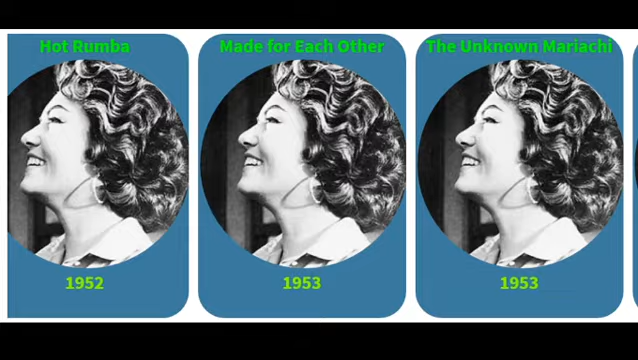 Hot Rumba
1952
Made for Each Other
1953
The Unknown Mariachi
1953